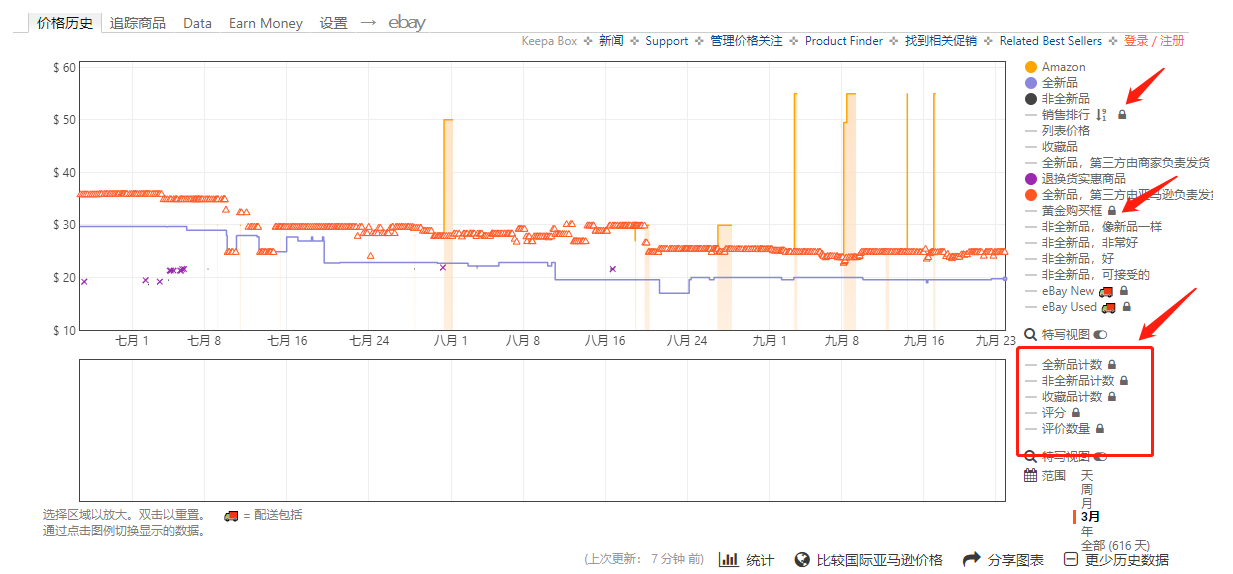 价格历史 追踪商品 Data Earn Money 设置 → ebay
Keepa Box ✜ 新闻 ✜ Support ✜ 管理价格关注 ✜ Product Finder ✜ 找到相关促销 ✜ Related Best Sellers ✜ 登录 / 注册
$ 60
$ 50
$ 40
$ 30
$ 20
$ 10
七月 1 七月 8 七月 16 七月 24 八月 1 八月 8 八月 16 八月 24 九月 1 九月 8 九月 16 九月 23
Amazon
全新品
非全新品
销售排行
列表价格
收藏品
全新品，第三方由商家负责发货
退换货实惠商品
全新品，第三方由亚马逊负责发货
黄金购买框
非全新品，像新品一样
非全新品，非常好
非全新品，好
非全新品，可接受的
eBay New
eBay Used
特写视图
全新品计数
非全新品计数
收藏品计数
评分
评价数量
特写视图
范围
天
周
月
3月
年
全部 (616 天)
选择区域以放大。双击以重置。 = 配送包括
通过点击图例切换显示的数据。
(上次更新： 7 分钟 前) 统计 比较国际亚马逊价格 分享图表 更少历史数据